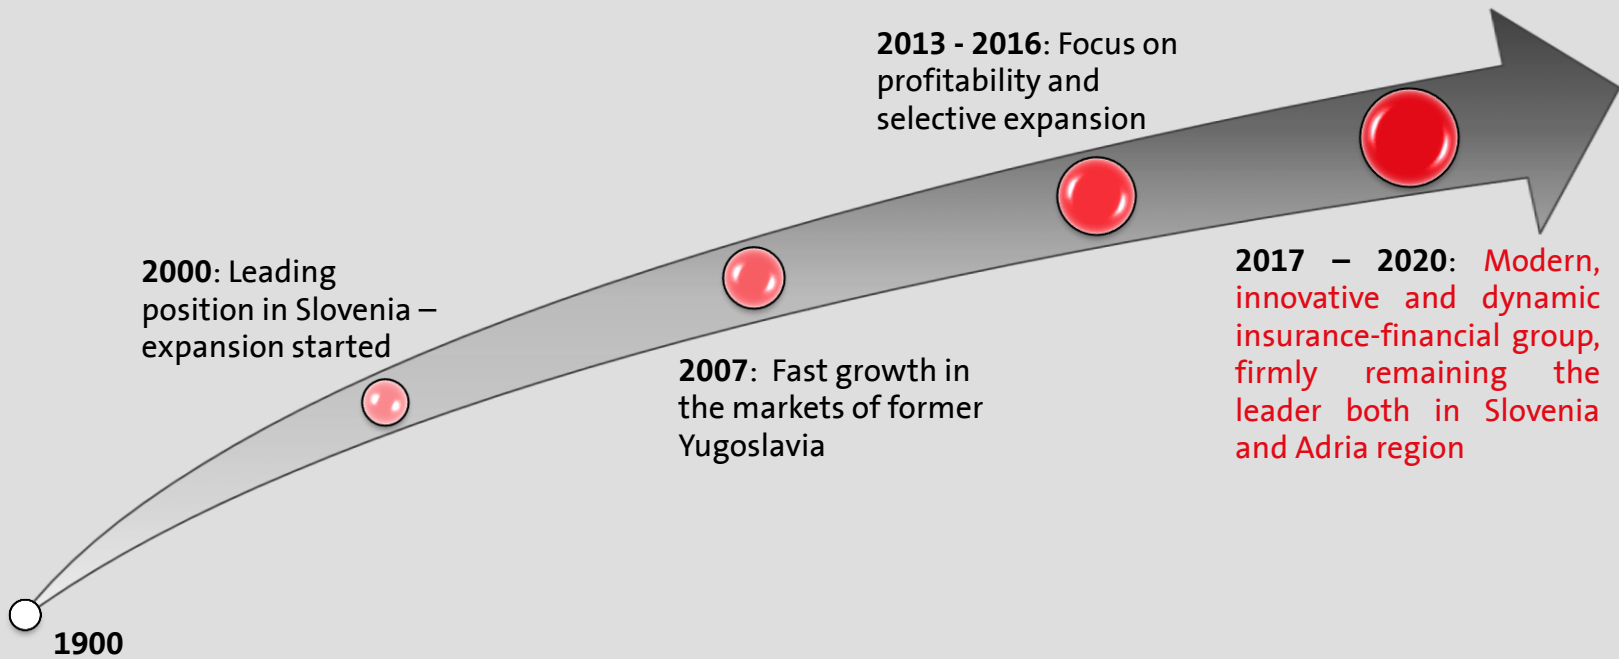 2013 - 2016: Focus on
profitability and
selective expansion
2000: Leading
position in Slovenia –
expansion started
2007:  Fast growth in
the markets of former
Yugoslavia
2017 – 2020: Modern,
innovative and dynamic
insurance-financial group,
firmly remaining the
leader both in Slovenia
and Adria region
1900